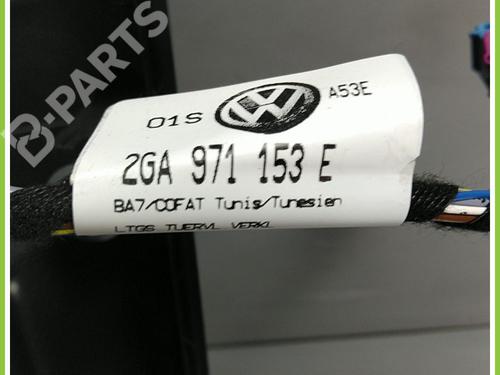 B-PARTS
01S
A53E
2GA 971 153 E
BA7/COFAT Tunis/Tunesien
LTGS TUERVL VERKL